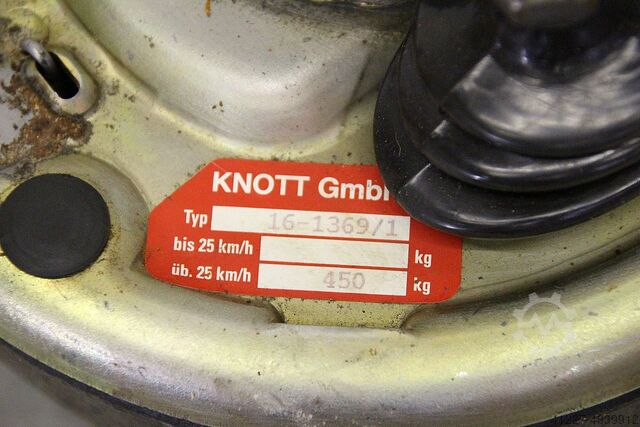 KNOTT Gmb
Typ 16-1369/1
bis 25 km/h kg
üb. 25 km/h 450 kg